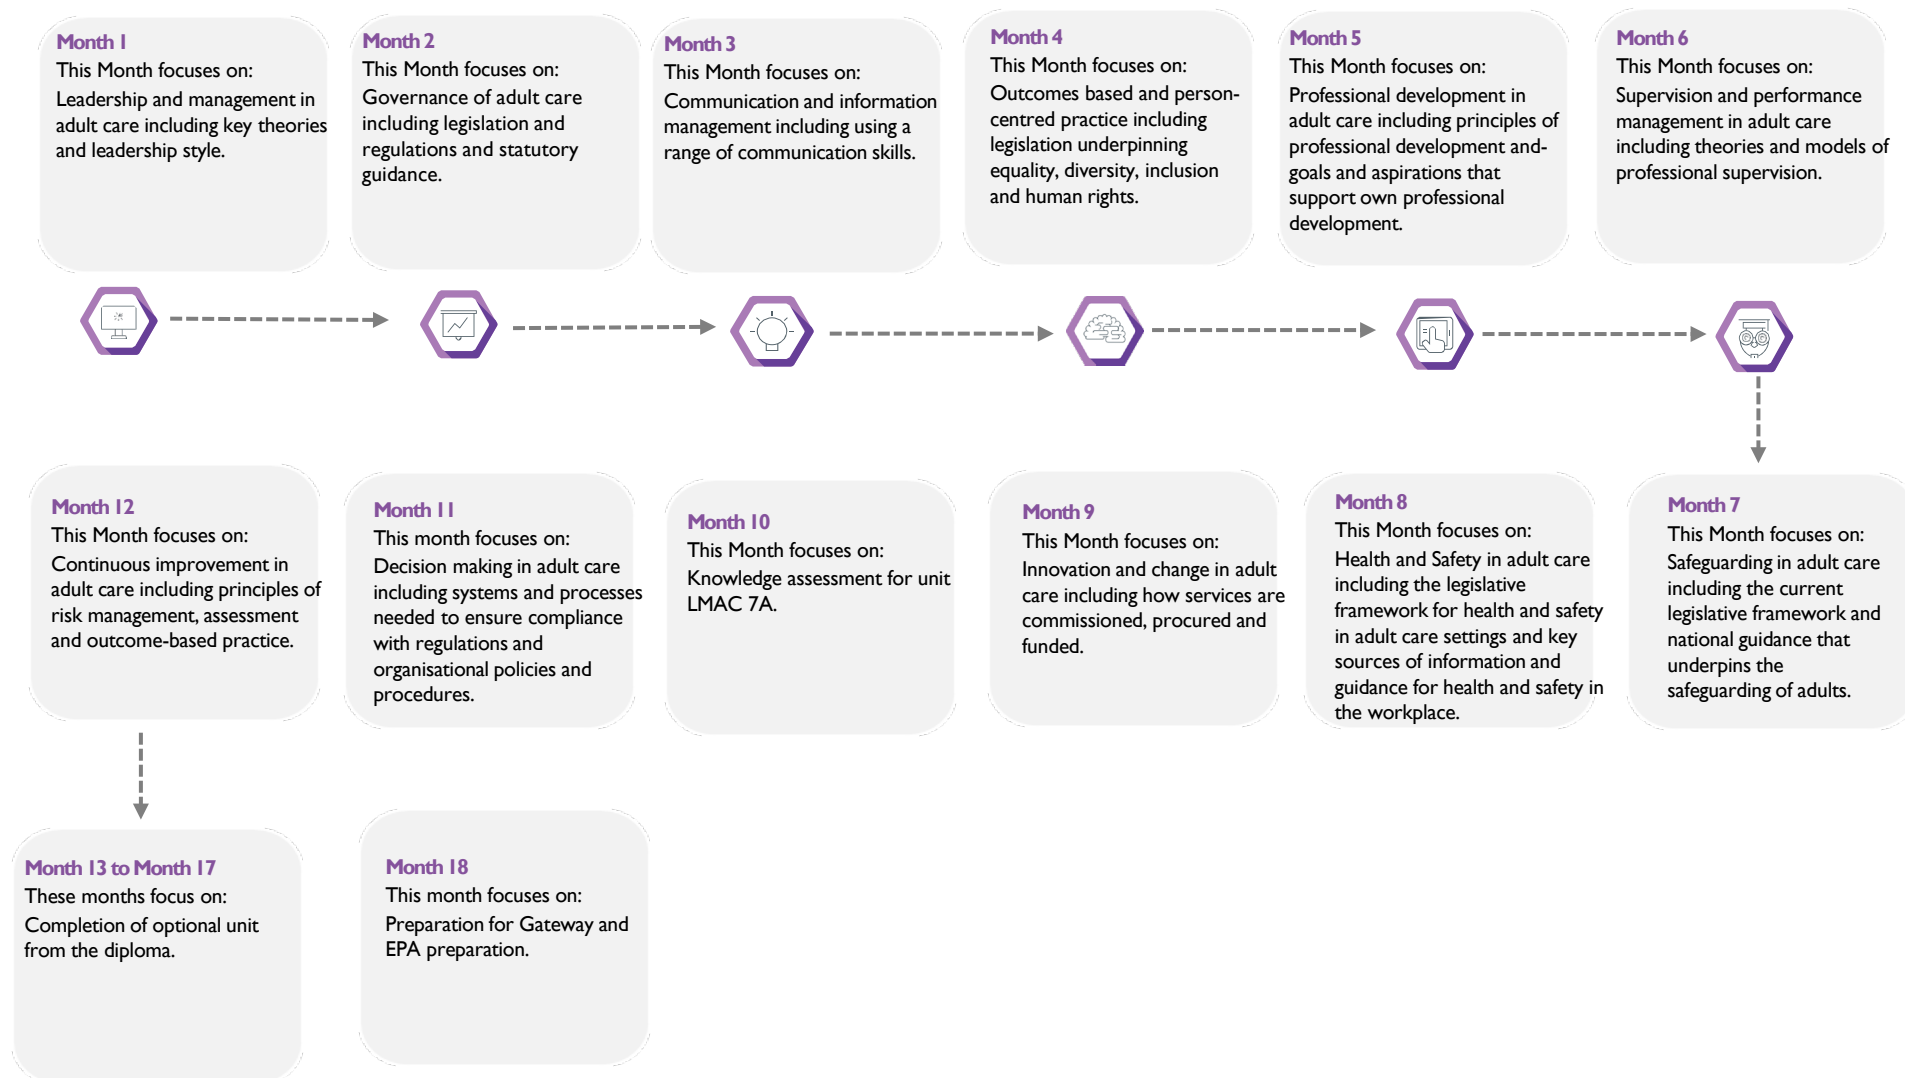 Month 1
This Month focuses on:
Leadership and management in
adult care including key theories
and leadership style.
Month 2
This Month focuses on:
Governance of adult care
including legislation and
regulations and statutory
guidance.
Month 3
This Month focuses on:
Communication and information
management including using a
range of communication skills.
Month 4
This Month focuses on:
Outcomes based and person-
centred practice including
legislation underpinning
equality, diversity, inclusion
and human rights.
Month 5
This Month focuses on:
Professional development in
adult care including principles of
professional development and-
goals and aspirations that
support own professional
development.
Month 6
This Month focuses on:
Supervision and performance
management in adult care
including theories and models of
professional supervision.
Month 7
This Month focuses on:
Safeguarding in adult care
including the current
legislative framework and
national guidance that
underpins the
safeguarding of adults.
Month 8
This Month focuses on:
Health and Safety in adult care
including the legislative
framework for health and safety
in adult care settings and key
sources of information and
guidance for health and safety in
the workplace.
Month 9
This Month focuses on:
Innovation and change in adult
care including how services are
commissioned, procured and
funded.
Month 10
This Month focuses on:
Knowledge assessment for unit
LMAC 7A.
Month 11
This month focuses on:
Decision making in adult care
including systems and processes
needed to ensure compliance
with regulations and
organisational policies and
procedures.
Month 12
This Month focuses on:
Continuous improvement in
adult care including principles of
risk management, assessment
and outcome-based practice.
Month 13 to Month 17
These months focus on:
Completion of optional unit
from the diploma.
Month 18
This month focuses on:
Preparation for Gateway and
EPA preparation.